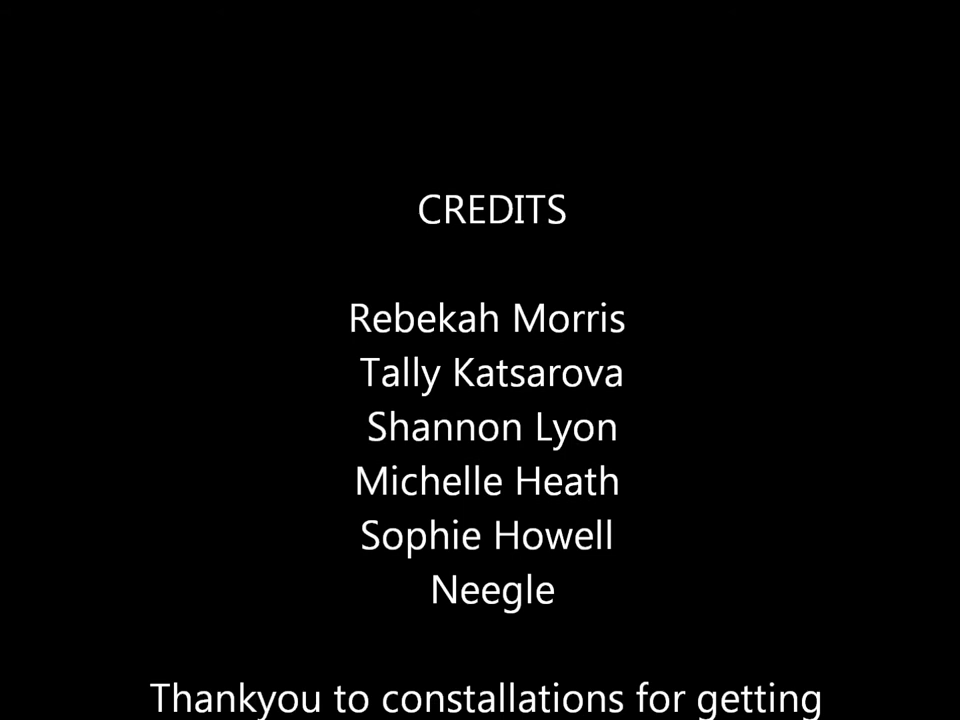 CREDITS
Rebekah Morris
Tally Katsarova
Shannon Lyon
Michelle Heath
Sophie Howell
Neegle
Thankyou to constallations for getting